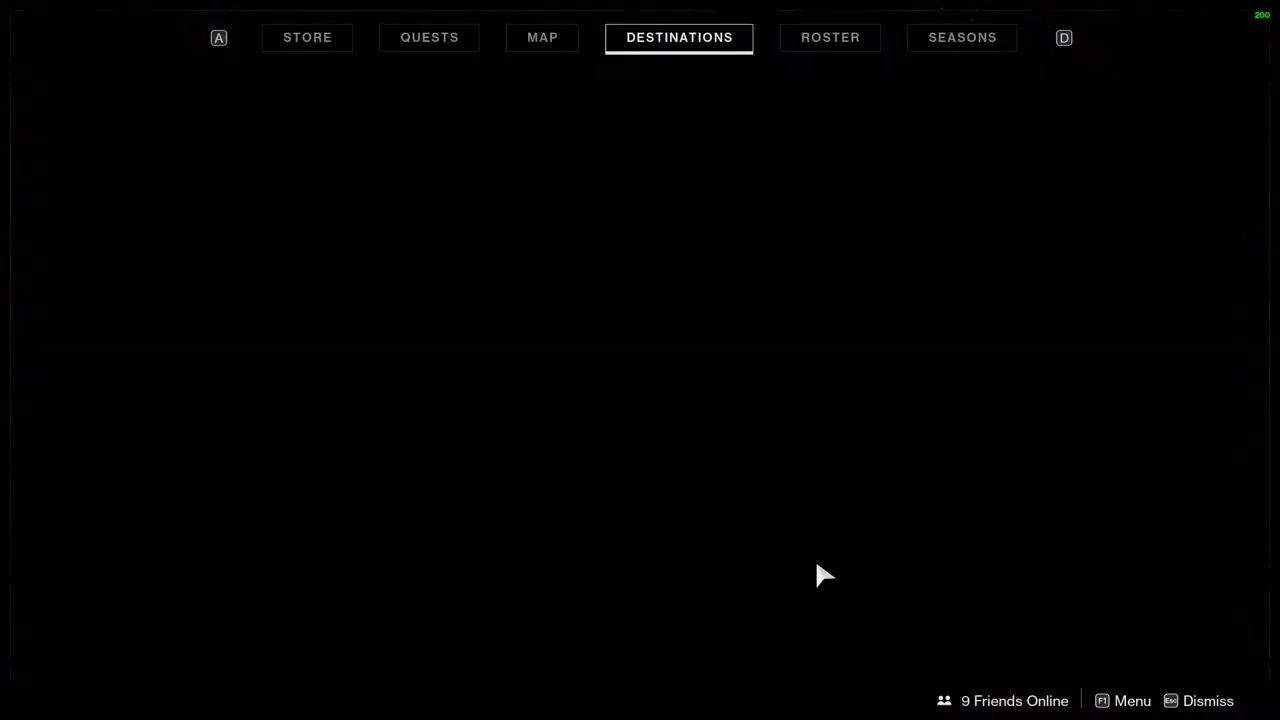 200
A STORE QUESTS MAP DESTINATIONS ROSTER SEASONS D
9 Friends Online F1 Menu Esc Dismiss